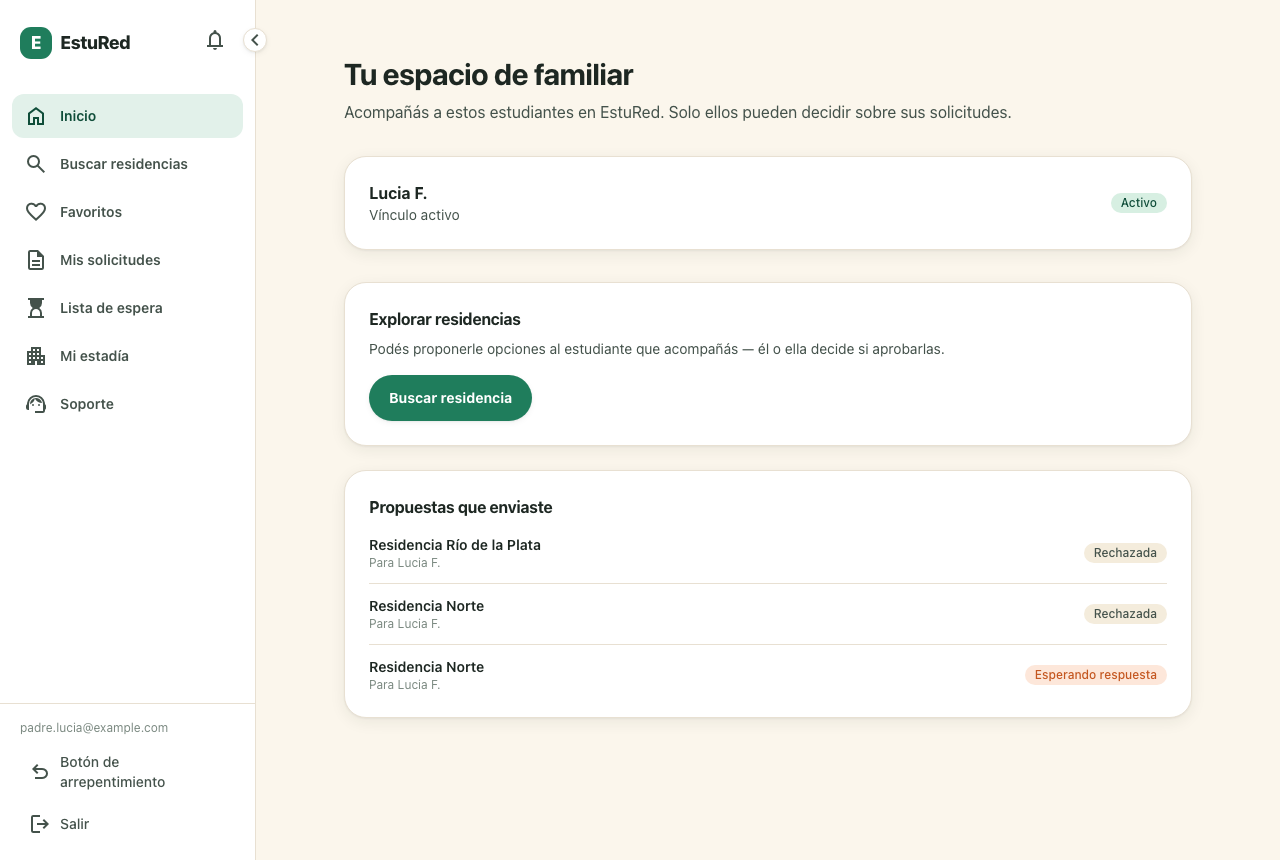 E EstuRed
Inicio
Buscar residencias
Favoritos
Mis solicitudes
Lista de espera
Mi estadía
Soporte
padre.lucia@example.com
Botón de
arrepentimiento
Salir
Tu espacio de familiar
Acompañás a estos estudiantes en EstuRed. Solo ellos pueden decidir sobre sus solicitudes.
Lucia F.
Vínculo activo
Activo
Explorar residencias
Podés proponerle opciones al estudiante que acompañás — él o ella decide si aprobarlas.
Buscar residencia
Propuestas que enviaste
Residencia Río de la Plata
Para Lucia F.
Rechazada
Residencia Norte
Para Lucia F.
Rechazada
Residencia Norte
Para Lucia F.
Esperando respuesta